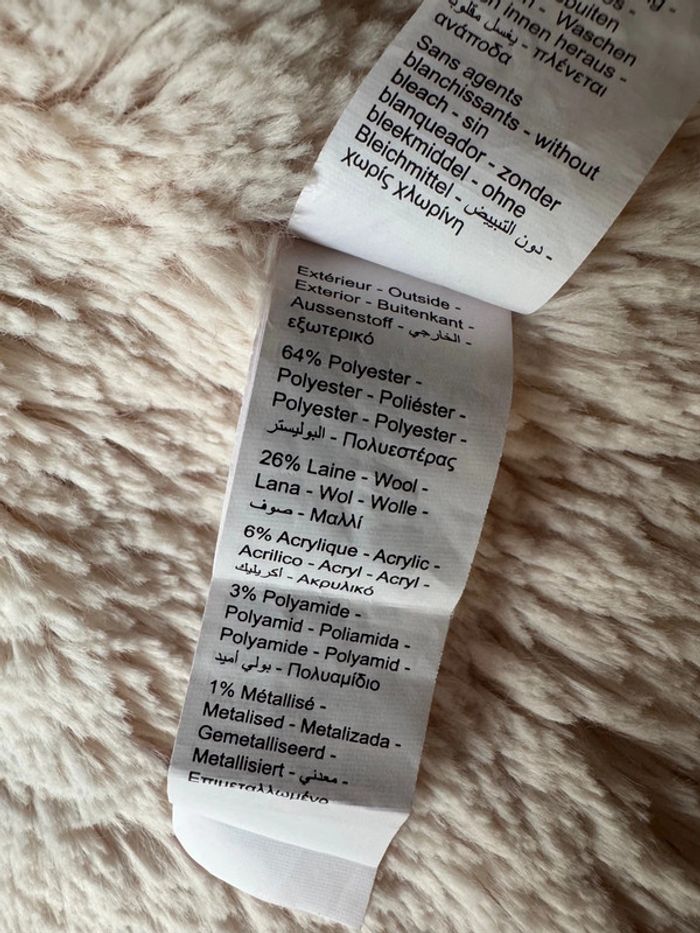 - Waschen
innen heraus -
يغسل مقلوب - πλένεται
ανάποδα
Sans agents
blanchissants - without
bleach - sin
blanqueador - zonder
bleekmiddel - ohne
Bleichmittel - دون التبييض -
χωρίς χλωρίνη
Extérieur - Outside -
Exterior - Buitenkant -
Aussenstoff - الخارجي -
εξωτερικό
64% Polyester -
Polyester - Poliéster -
Polyester - Polyester -
البوليستر - Πολυεστέρας
26% Laine - Wool -
Lana - Wol - Wolle -
صوف - Μαλλί
6% Acrylique - Acrylic -
Acrilico - Acryl - Acryl -
أكريليك - Ακρυλικό
3% Polyamide -
Polyamid - Poliamida -
Polyamide - Polyamid -
بولي أميد - Πολυαμίδιο
1% Métallisé -
Metalised - Metalizada -
Gemetalliseerd -
Metallisiert - معدني -
Επιμεταλλωμένο